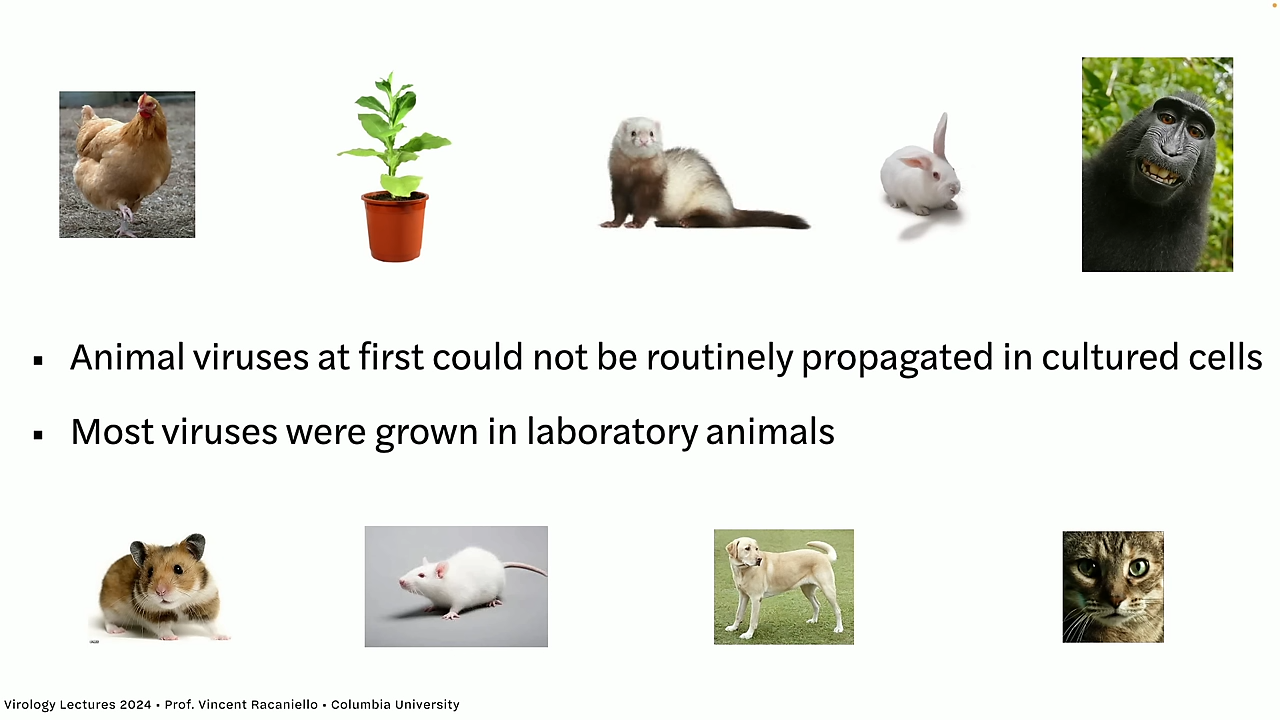 ▪ Animal viruses at first could not be routinely propagated in cultured cells
▪ Most viruses were grown in laboratory animals
Virology Lectures 2024 • Prof. Vincent Racaniello • Columbia University